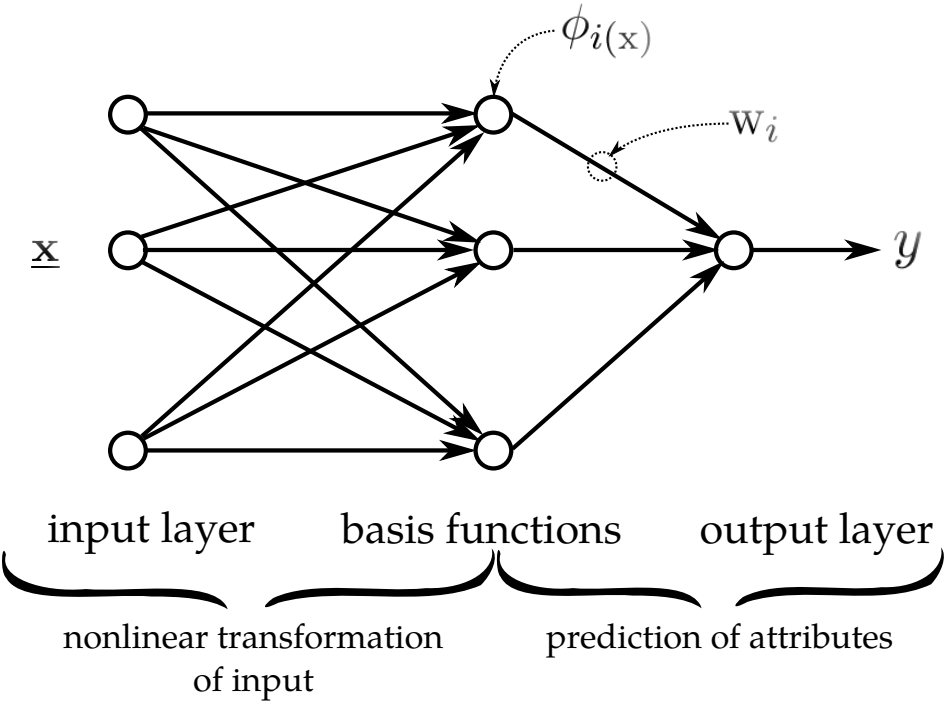 ϕi(x)
wi
x
y
input layer
basis functions
output layer
nonlinear transformation
of input
prediction of attributes